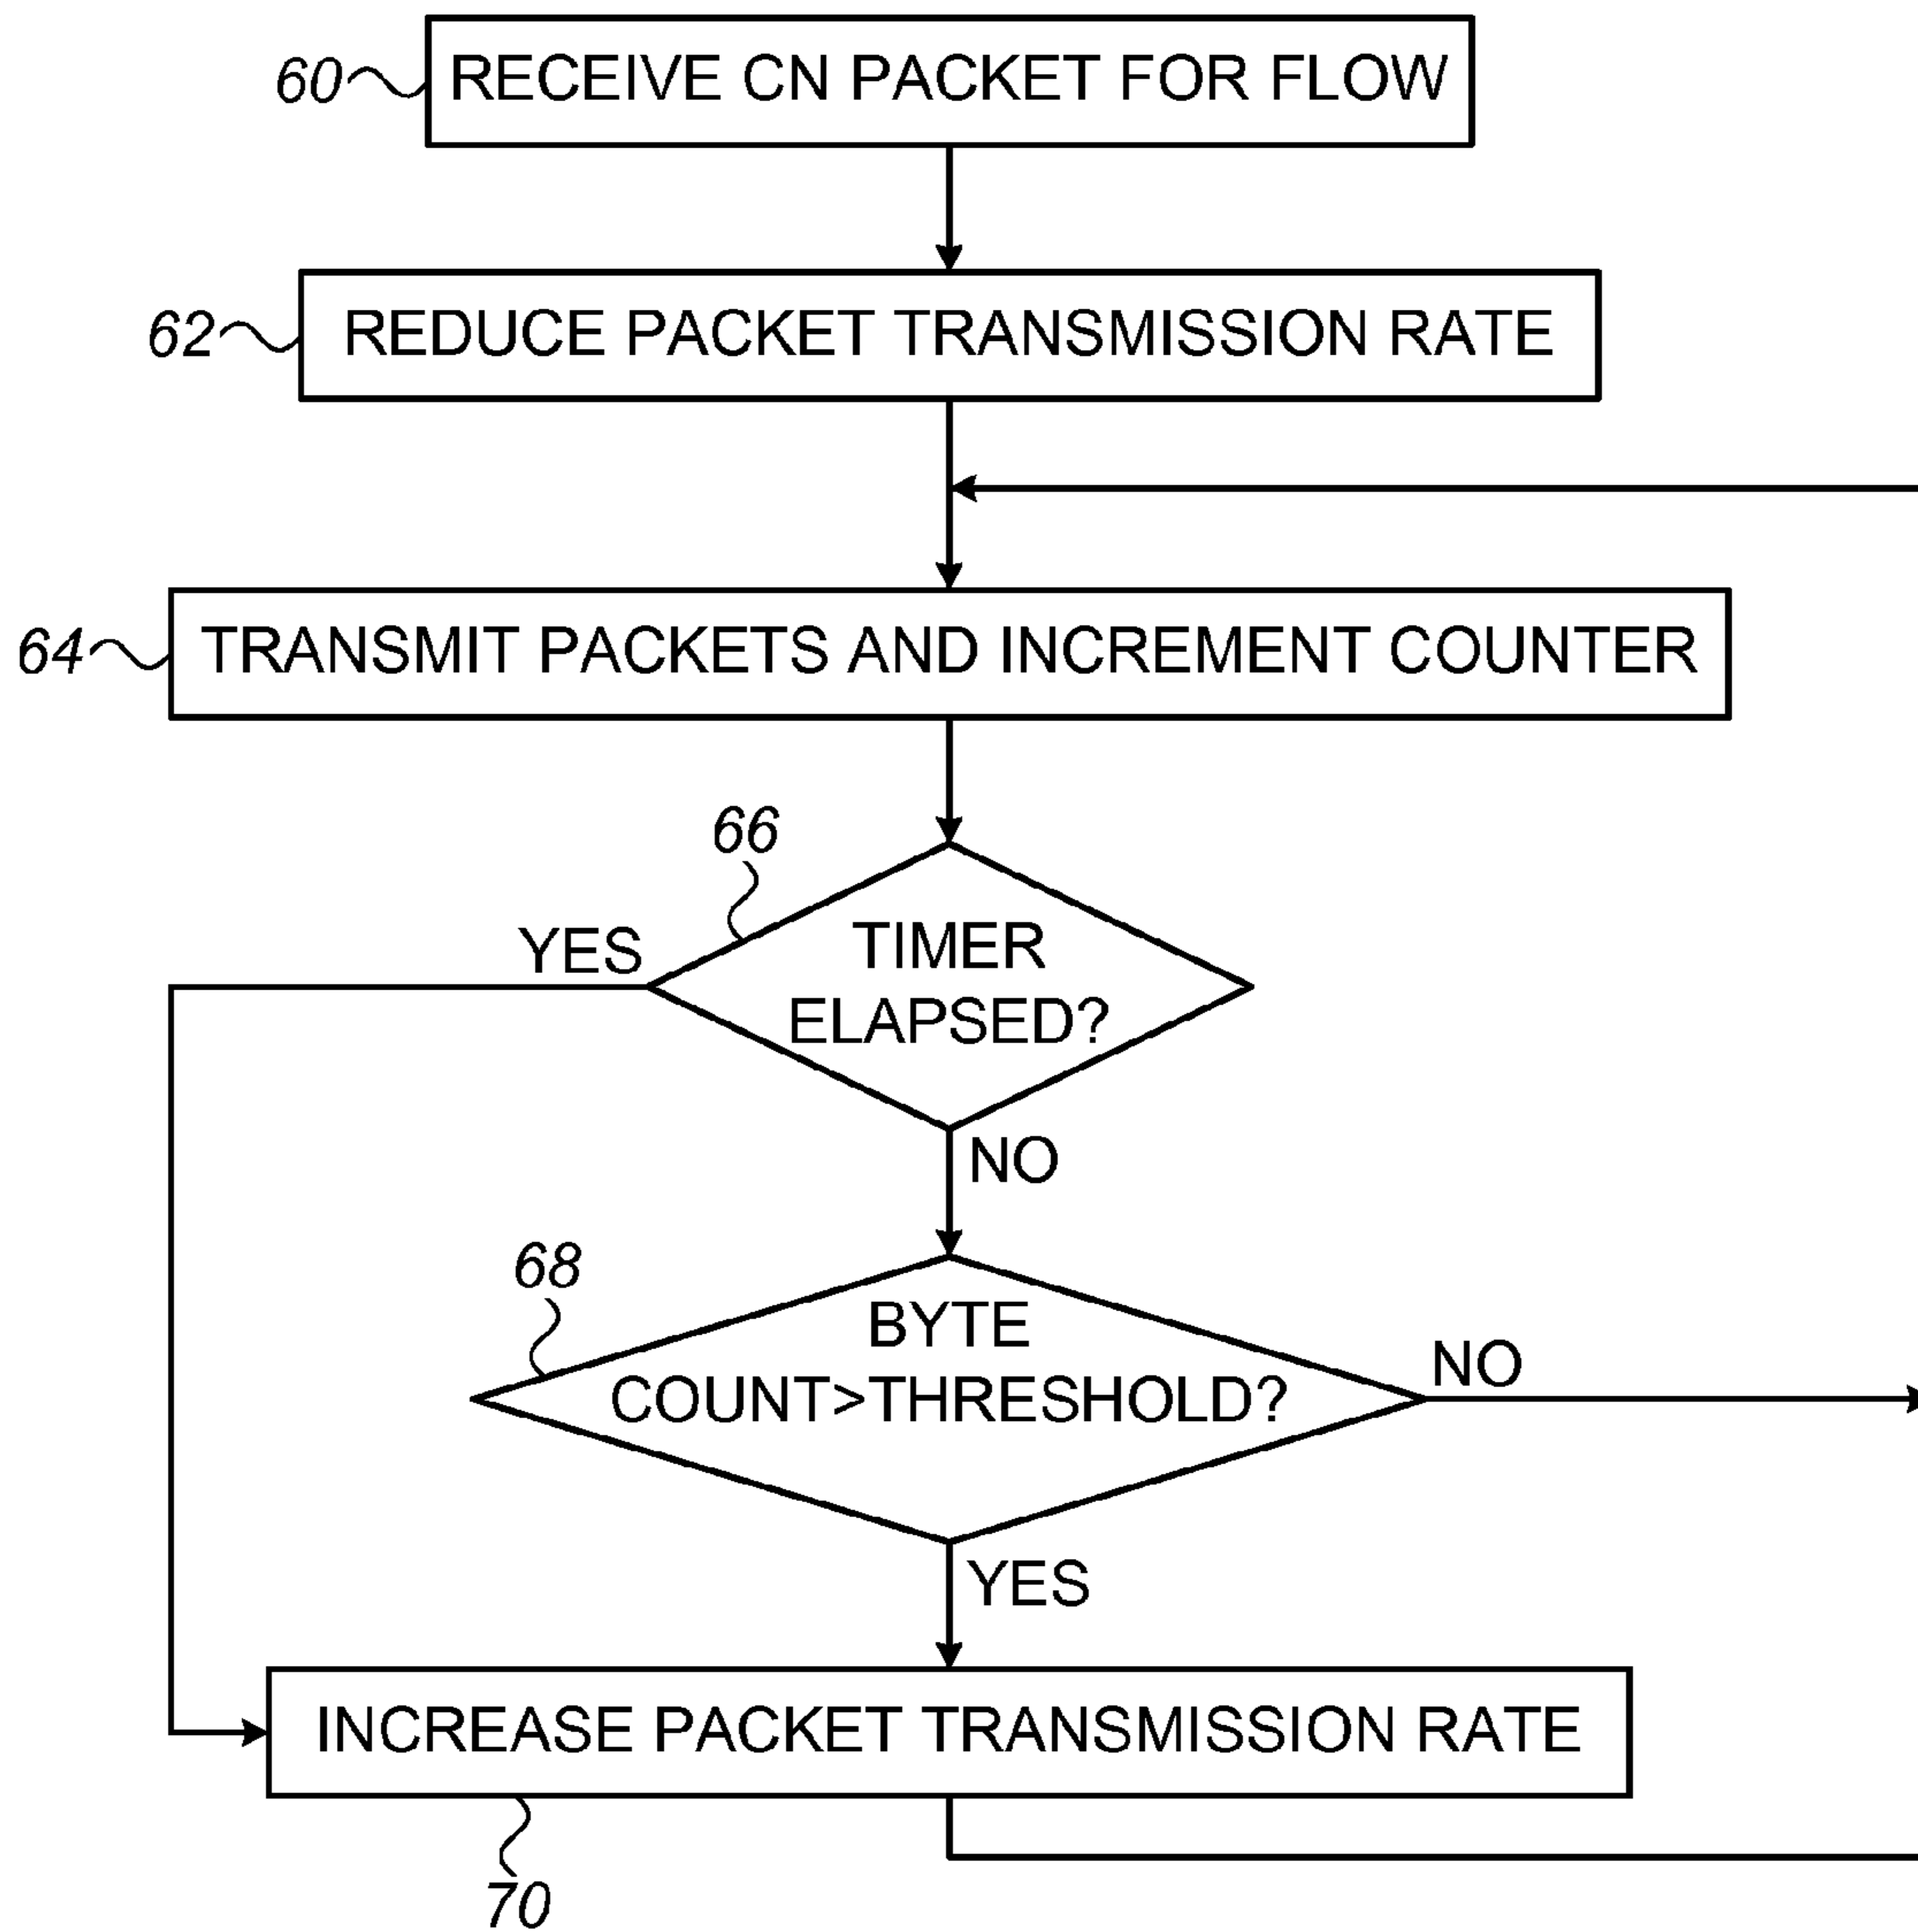 60 RECEIVE CN PACKET FOR FLOW
62 REDUCE PACKET TRANSMISSION RATE
64 TRANSMIT PACKETS AND INCREMENT COUNTER
66
YES
TIMER
ELAPSED?
NO
68
BYTE
COUNT>THRESHOLD?
NO
YES
INCREASE PACKET TRANSMISSION RATE
70